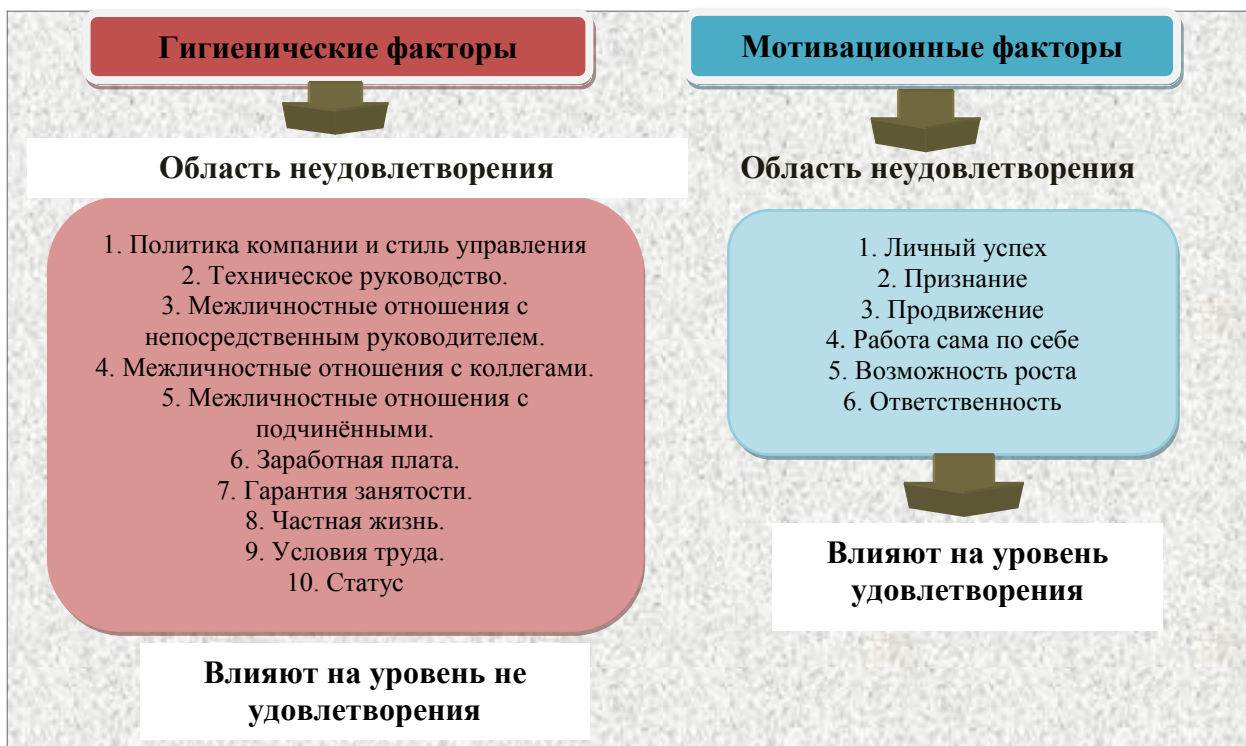 Гигиенические факторы
Область неудовлетворения
1. Политика компании и стиль управления
2. Техническое руководство.
3. Межличностные отношения с
непосредственным руководителем.
4. Межличностные отношения с коллегами.
5. Межличностные отношения с
подчинёнными.
6. Заработная плата.
7. Гарантия занятости.
8. Частная жизнь.
9. Условия труда.
10. Статус
Влияют на уровень не
удовлетворения
Мотивационные факторы
Область неудовлетворения
1. Личный успех
2. Признание
3. Продвижение
4. Работа сама по себе
5. Возможность роста
6. Ответственность
Влияют на уровень
удовлетворения